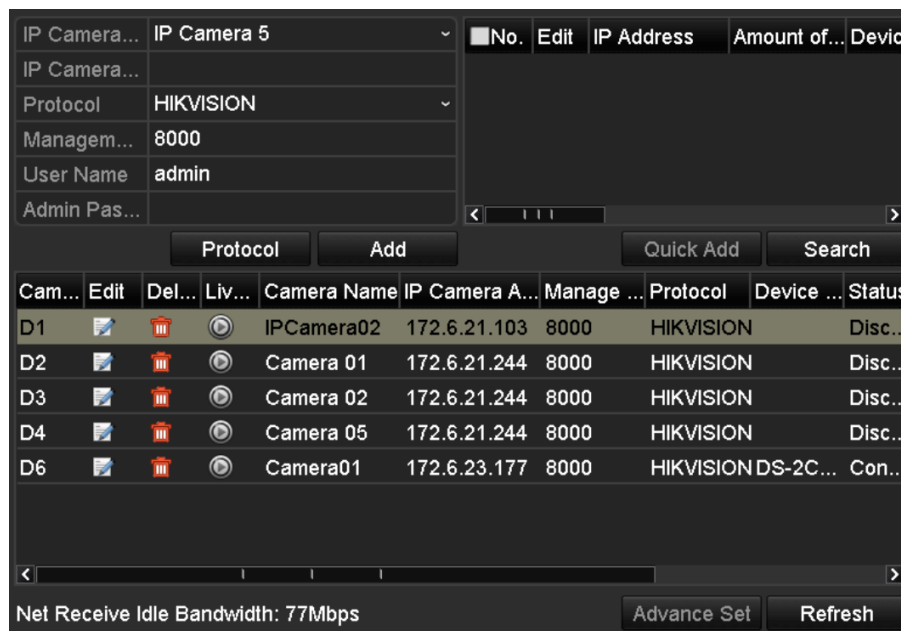 IP Camera... IP Camera 5
IP Camera...
Protocol HIKVISION
Managem... 8000
User Name admin
Admin Pas...
No. Edit IP Address Amount of... Devic
Protocol Add Quick Add Search
Cam... Edit Del... Liv... Camera Name IP Camera A... Manage ... Protocol Device ... Status
D1 IPCamera02 172.6.21.103 8000 HIKVISION Disc..
D2 Camera 01 172.6.21.244 8000 HIKVISION Disc..
D3 Camera 02 172.6.21.244 8000 HIKVISION Disc..
D4 Camera 05 172.6.21.244 8000 HIKVISION Disc..
D6 Camera01 172.6.23.177 8000 HIKVISION DS-2C... Con..
Net Receive Idle Bandwidth: 77Mbps Advance Set Refresh